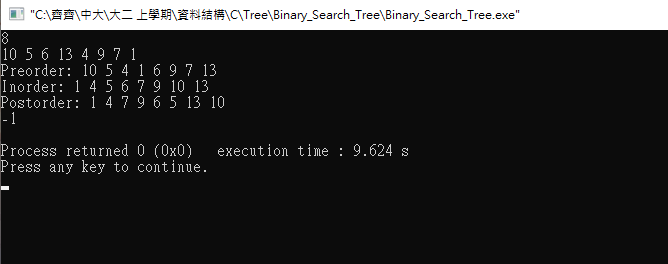 "C:\齊齊\中大\大二 上學期\資料結構\C\Tree\Binary_Search_Tree\Binary_Search_Tree.exe"
8
10 5 6 13 4 9 7 1
Preorder: 10 5 4 1 6 9 7 13
Inorder: 1 4 5 6 7 9 10 13
Postorder: 1 4 7 9 6 5 13 10
-1
Process returned 0 (0x0)   execution time : 9.624 s
Press any key to continue.